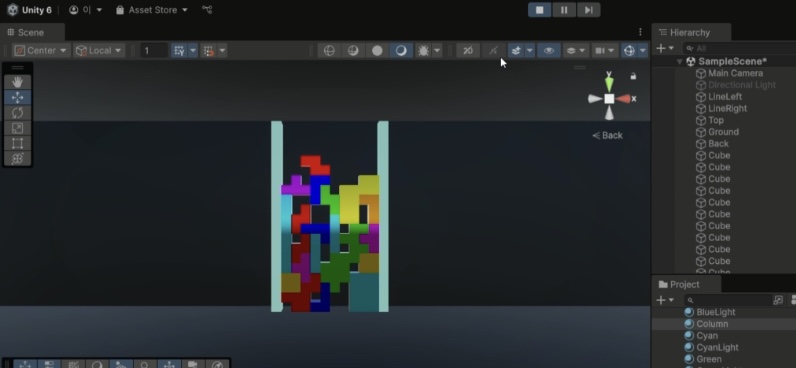 Unity 6
Asset Store
Scene
Center
Local
1
Hierarchy
All
SampleScene*
Main Camera
Directional Light
LineLeft
LineRight
Top
Ground
Back
Cube
Cube
Cube
Cube
Cube
Cube
Cube
Cube
Cube
Cube
Cube
y
x
Back
Project
BlueLight
Column
Cyan
CyanLight
Green